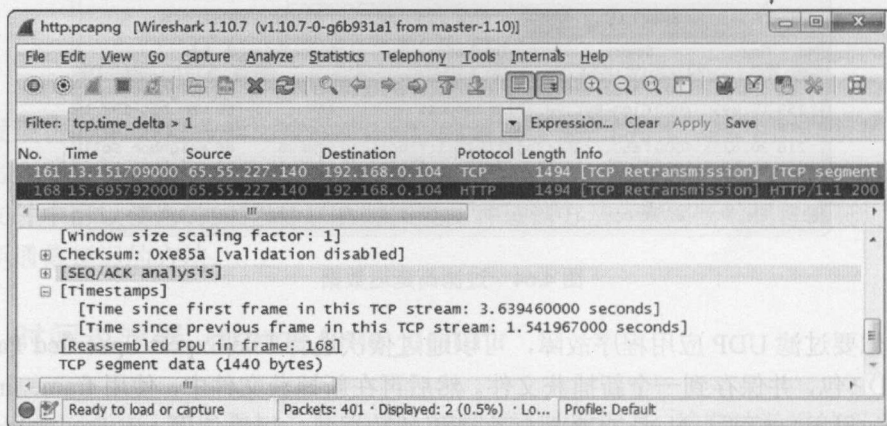 http.pcapng [Wireshark 1.10.7 (v1.10.7-0-g6b931a1 from master-1.10)]
File Edit View Go Capture Analyze Statistics Telephony Tools Internals Help
Filter: tcp.time_delta > 1 Expression... Clear Apply Save
No. Time Source Destination Protocol Length Info
161 13.151709000 65.55.227.140 192.168.0.104 TCP 1494 [TCP Retransmission] [TCP segment
168 15.695792000 65.55.227.140 192.168.0.104 HTTP 1494 [TCP Retransmission] HTTP/1.1 200
[Window size scaling factor: 1]
Checksum: 0xe85a [validation disabled]
[SEQ/ACK analysis]
[Timestamps]
[Time since first frame in this TCP stream: 3.639460000 seconds]
[Time since previous frame in this TCP stream: 1.541967000 seconds]
[Reassembled PDU in frame: 168]
TCP segment data (1440 bytes)
Ready to load or capture Packets: 401 · Displayed: 2 (0.5%) · Lo... Profile: Default